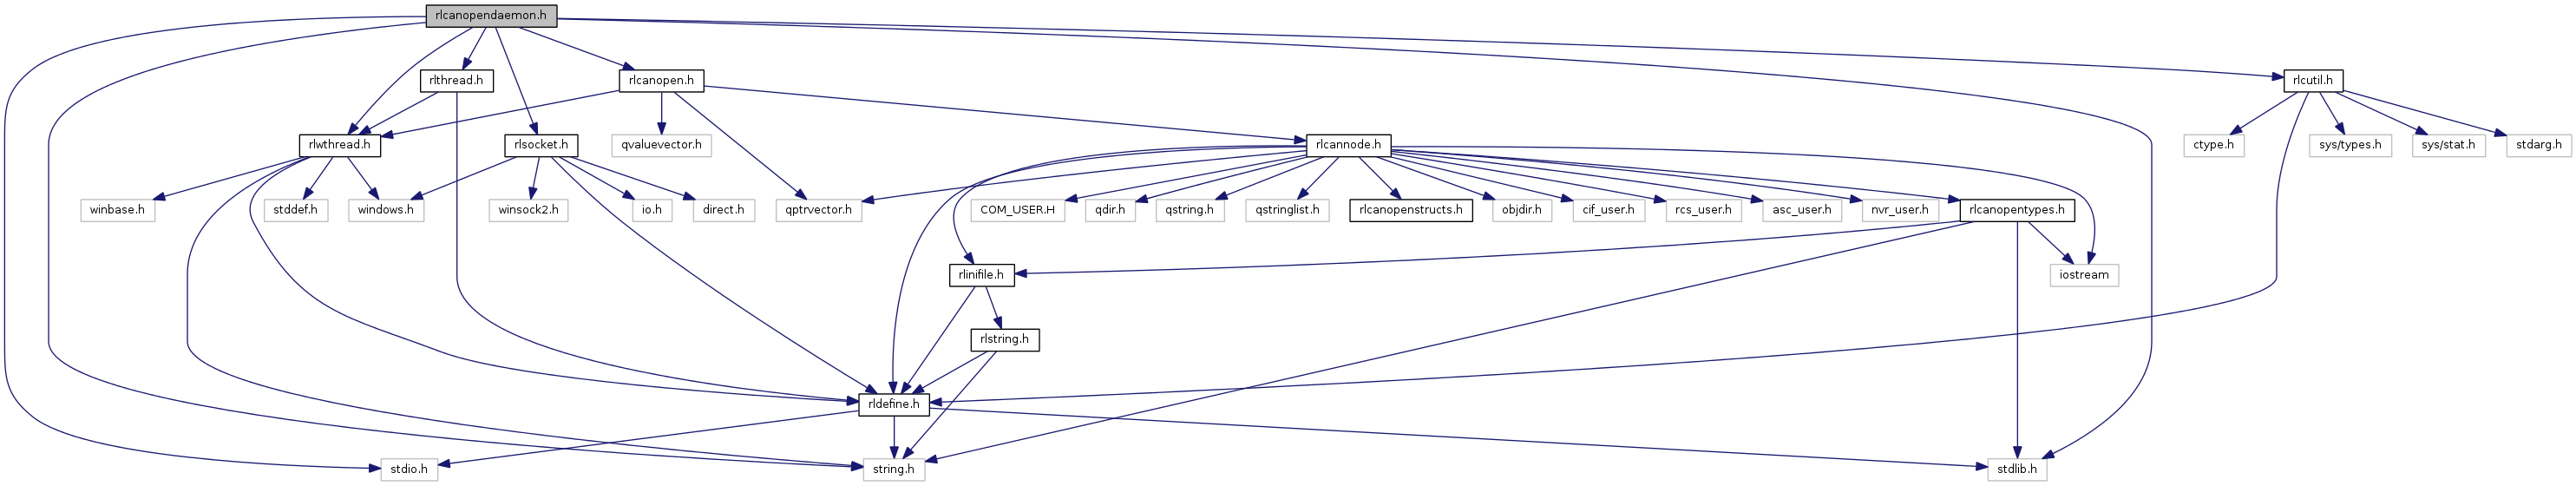 rlcanopendaemon.h
rlthread.h
rlcanopen.h
rlcutil.h
rlwthread.h
rlsocket.h
qvaluevector.h
rlcannode.h
ctype.h
sys/types.h
sys/stat.h
stdarg.h
winbase.h
stddef.h
windows.h
winsock2.h
io.h
direct.h
qptrvector.h
COM_USER.H
qdir.h
qstring.h
qstringlist.h
rlcanopenstructs.h
objdir.h
cif_user.h
rcs_user.h
asc_user.h
nvr_user.h
rlcanopentypes.h
rlinifile.h
iostream
rlstring.h
rldefine.h
stdio.h
string.h
stdlib.h